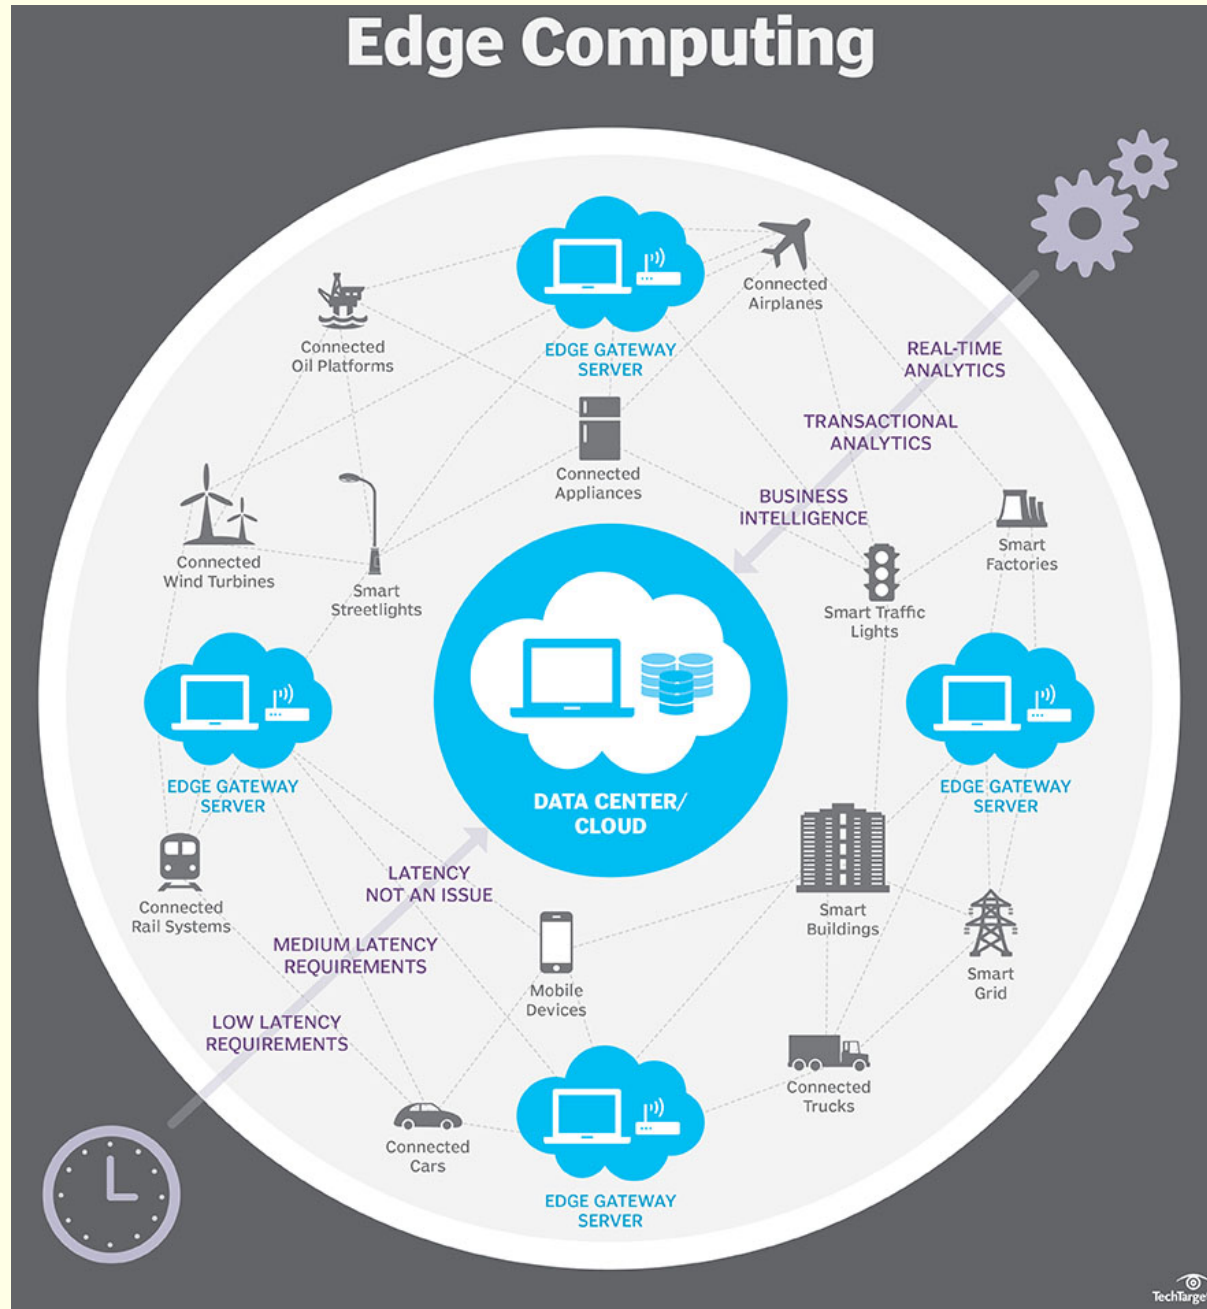 Edge Computing
EDGE GATEWAY
SERVER
Connected
Airplanes
Connected
Oil Platforms
REAL-TIME
ANALYTICS
TRANSACTIONAL
ANALYTICS
Connected
Appliances
BUSINESS
INTELLIGENCE
Connected
Wind Turbines
Smart
Streetlights
Smart
Factories
Smart Traffic
Lights
EDGE GATEWAY
SERVER
DATA CENTER/
CLOUD
EDGE GATEWAY
SERVER
Connected
Rail Systems
LATENCY
NOT AN ISSUE
MEDIUM LATENCY
REQUIREMENTS
LOW LATENCY
REQUIREMENTS
Mobile
Devices
Smart
Buildings
Smart
Grid
Connected
Trucks
Connected
Cars
EDGE GATEWAY
SERVER
TechTarget